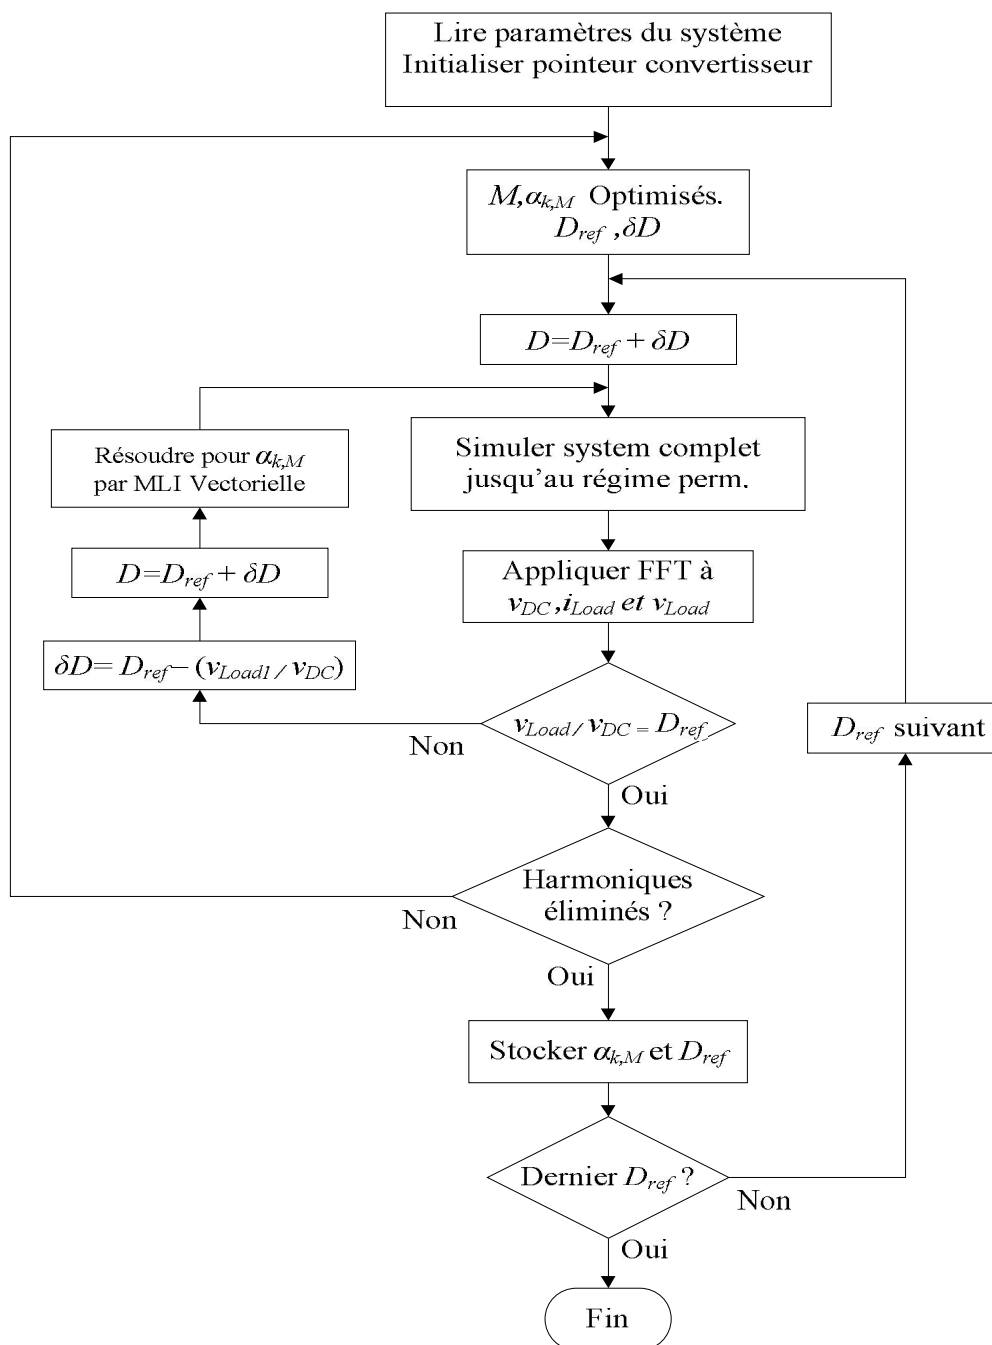 Lire paramètres du système
Initialiser pointeur convertisseur
M,αk,M Optimisés.
Dref ,δD
D=Dref + δD
Simuler system complet
jusqu’au régime perm.
Résoudre pour αk,M
par MLI Vectorielle
D=Dref + δD
Appliquer FFT à
vDC ,iLoad et vLoad
δD= Dref – (vLoad1 / vDC)
vLoad / vDC = Dref
Non
Dref suivant
Oui
Harmoniques
éliminés ?
Non
Oui
Stocker αk,M et Dref
Dernier Dref ?
Non
Oui
Fin